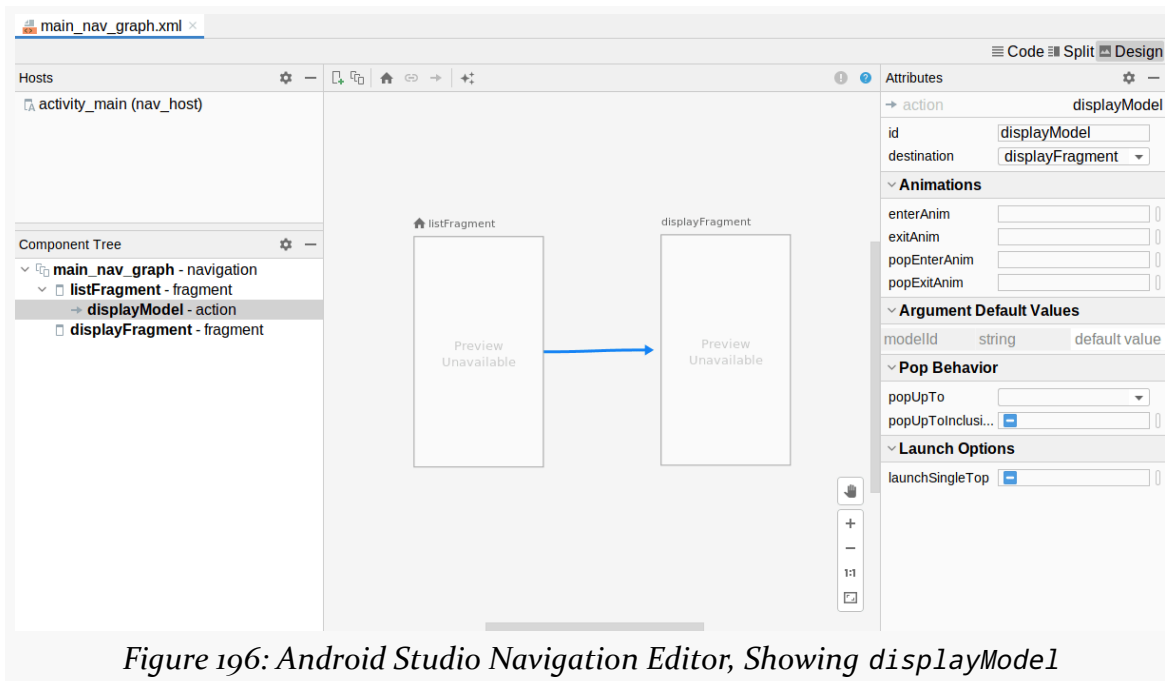 main_nav_graph.xml
Code Split Design
Hosts
activity_main (nav_host)
Component Tree
main_nav_graph - navigation
listFragment - fragment
displayModel - action
displayFragment - fragment
listFragment
Preview
Unavailable
displayFragment
Preview
Unavailable
1:1
Attributes
action displayModel
id displayModel
destination displayFragment
Animations
enterAnim
exitAnim
popEnterAnim
popExitAnim
Argument Default Values
modelId string default value
Pop Behavior
popUpTo
popUpToInclusi...
Launch Options
launchSingleTop
Figure 196: Android Studio Navigation Editor, Showing displayModel